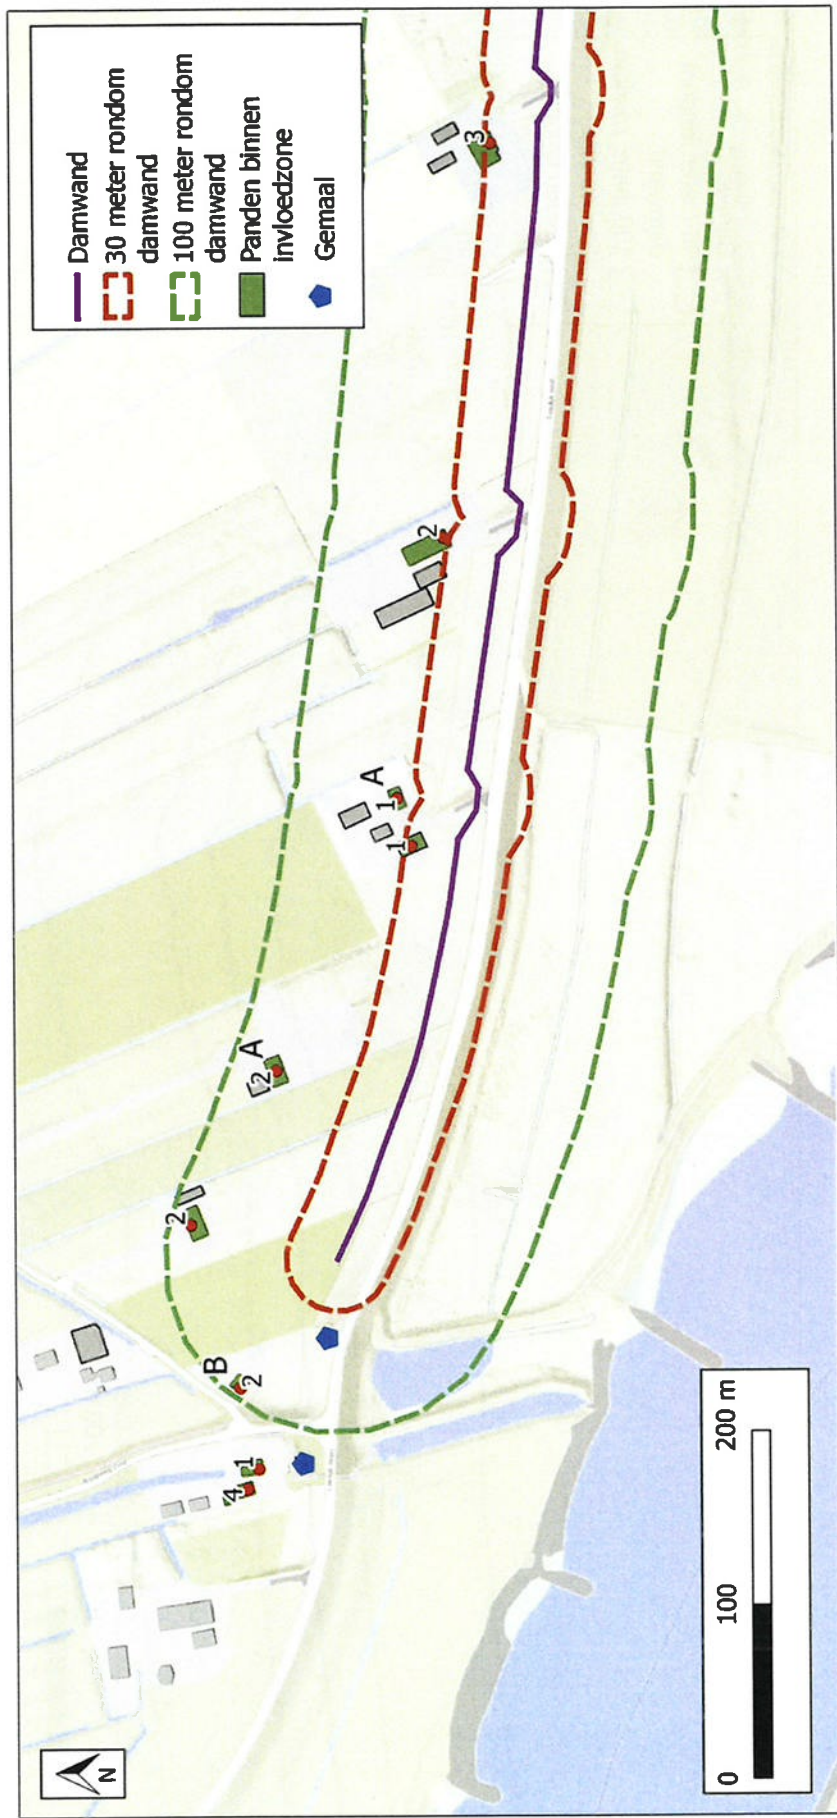 Damwand
30 meter rondom
damwand
100 meter rondom
damwand
Panden binnen
invloedzone
Gemaal
4
1
B
2
2
2
A
1
1
A
2
3
N
0
100
200 m